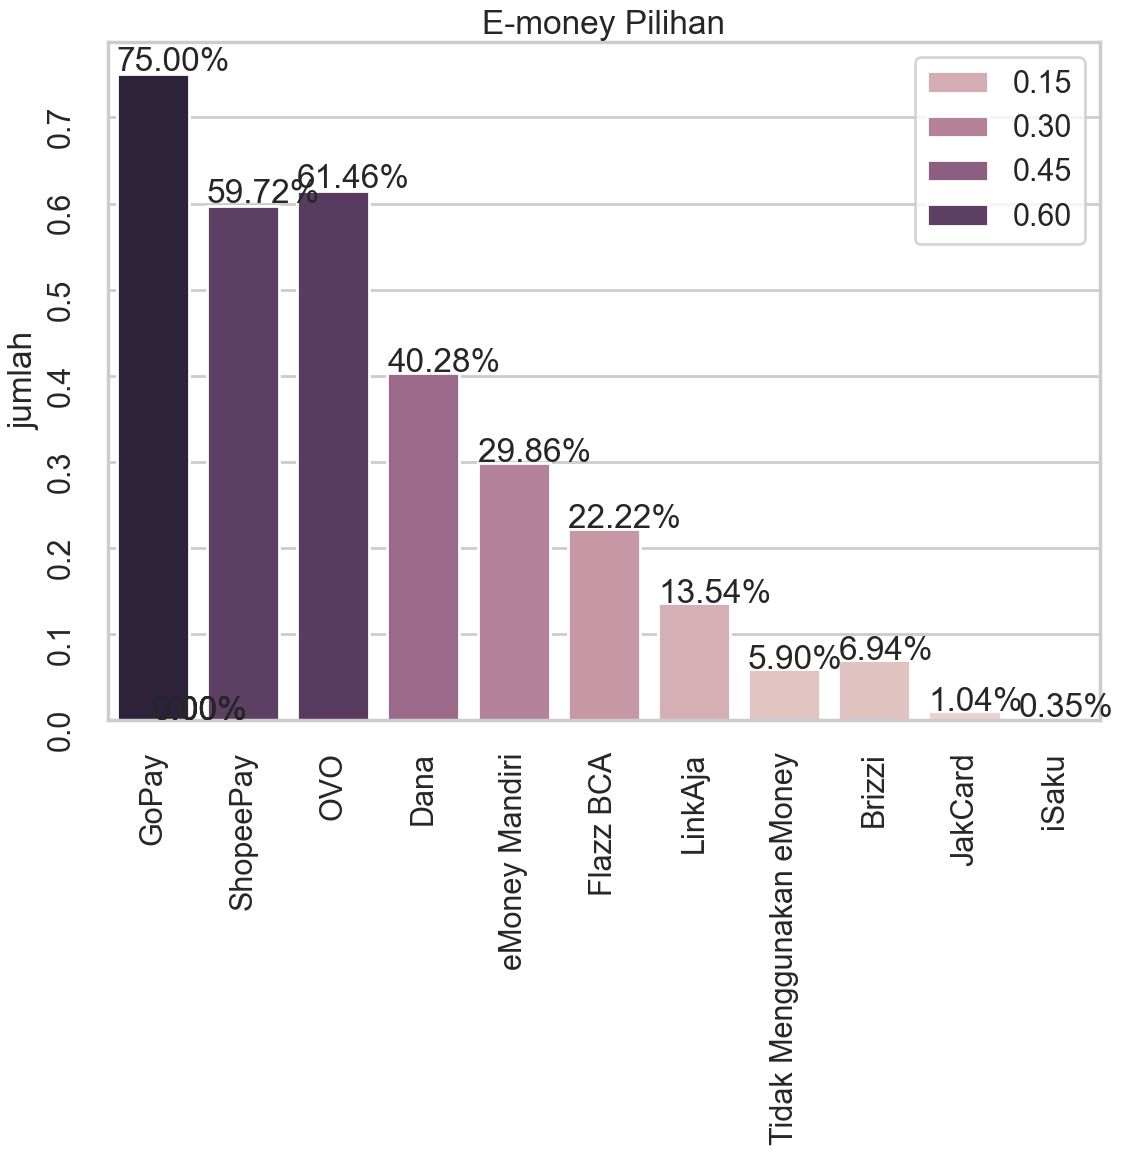 E-money Pilihan
75.00%
59.72%
61.46%
40.28%
29.86%
22.22%
13.54%
5.90%
6.94%
1.04%
0.35%
0.00%
0.15
0.30
0.45
0.60
jumlah
0.7
0.6
0.5
0.4
0.3
0.2
0.1
0.0
GoPay
ShopeePay
OVO
Dana
eMoney Mandiri
Flazz BCA
LinkAja
Tidak Menggunakan eMoney
Brizzi
JakCard
iSaku